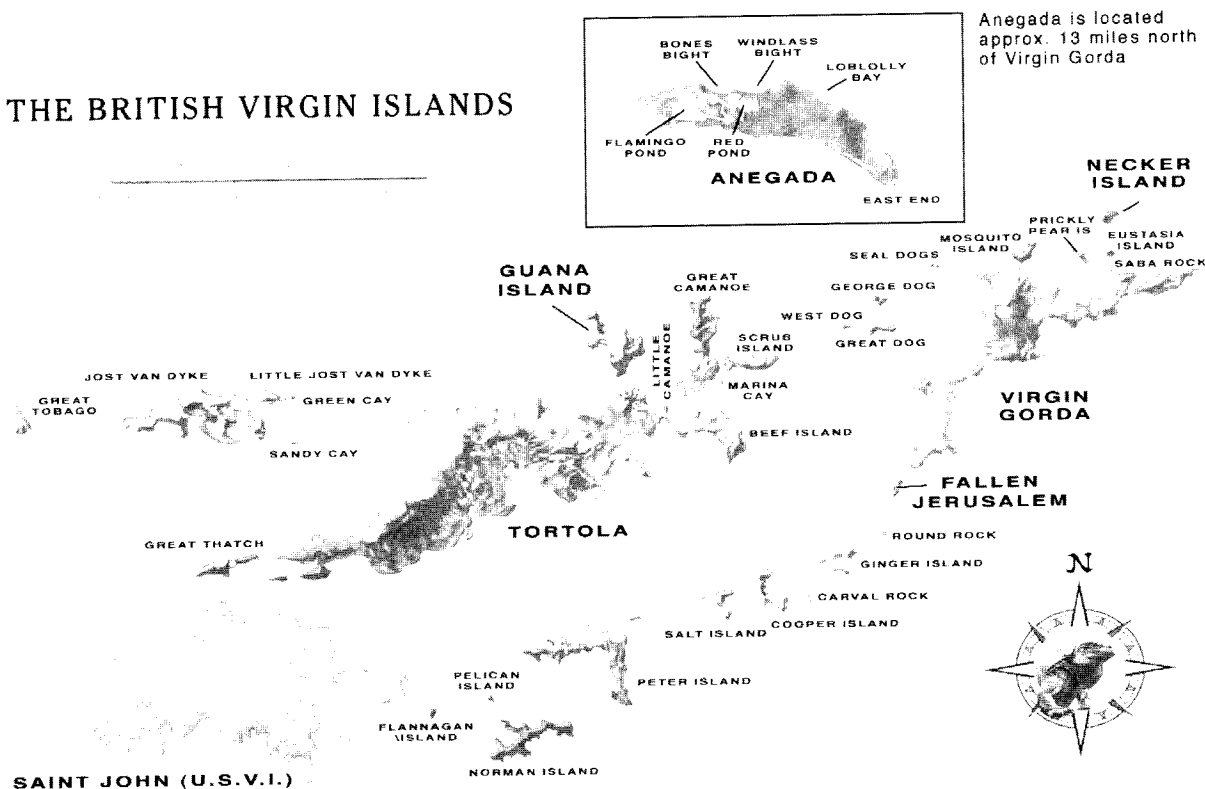 THE BRITISH VIRGIN ISLANDS
Anegada is located
approx. 13 miles north
of Virgin Gorda
BONES
BIGHT
WINDLASS
BIGHT
LOBLOLLY
BAY
FLAMINGO
POND
RED
POND
ANEGADA
EAST END
NECKER
ISLAND
PRICKLY
PEAR IS
MOSQUITO
ISLAND
EUSTASIA
ISLAND
SABA ROCK
SEAL DOGS
GUANA
ISLAND
GREAT
CAMANOE
GEORGE DOG
WEST DOG
GREAT DOG
LITTLE
CAMANOE
SCRUB
ISLAND
MARINA
CAY
JOST VAN DYKE
LITTLE JOST VAN DYKE
GREAT
TOBAGO
GREEN CAY
VIRGIN
GORDA
BEEF ISLAND
SANDY CAY
FALLEN
JERUSALEM
TORTOLA
GREAT THATCH
ROUND ROCK
GINGER ISLAND
N
CARVAL ROCK
COOPER ISLAND
SALT ISLAND
PELICAN
ISLAND
PETER ISLAND
FLANNAGAN
ISLAND
NORMAN ISLAND
SAINT JOHN (U.S.V.I.)